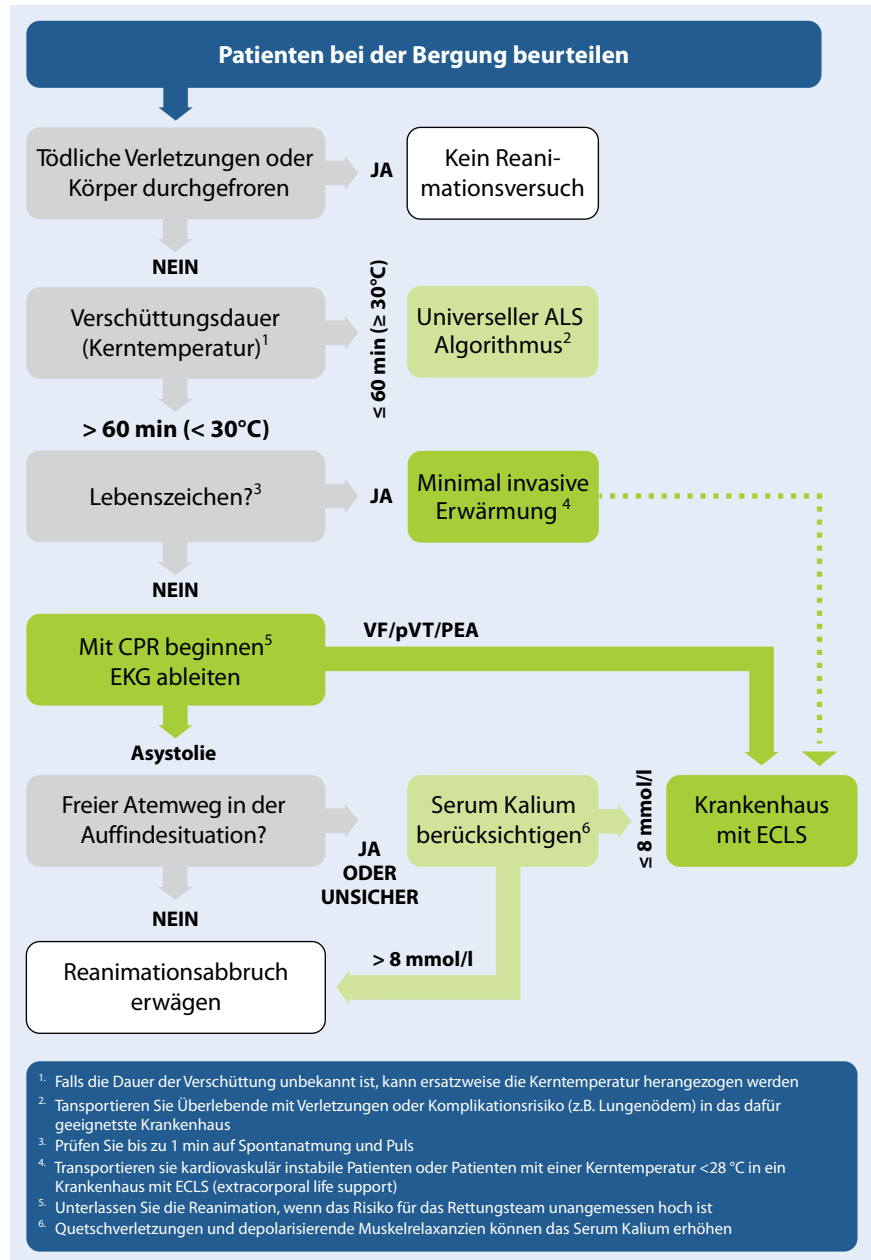 Patienten bei der Bergung beurteilen
Tödliche Verletzungen oder
Körper durchgefroren
JA
Kein Reani-
mationsversuch
NEIN
Verschüttungsdauer
(Kerntemperatur)¹
≤ 60 min (≥ 30°C)
Universeller ALS
Algorithmus²
> 60 min (< 30°C)
Lebenszeichen?³
JA
Minimal invasive
Erwärmung ⁴
NEIN
Mit CPR beginnen⁵
EKG ableiten
VF/pVT/PEA
Asystolie
Freier Atemweg in der
Auffindesituation?
JA
ODER
UNSICHER
Serum Kalium
berücksichtigen⁶
≤ 8 mmol/l
Krankenhaus
mit ECLS
NEIN
> 8 mmol/l
Reanimationsabbruch
erwägen
1. Falls die Dauer der Verschüttung unbekannt ist, kann ersatzweise die Kerntemperatur herangezogen werden
2. Tansportieren Sie Überlebende mit Verletzungen oder Komplikationsrisiko (z.B. Lungenödem) in das dafür
geeignetste Krankenhaus
3. Prüfen Sie bis zu 1 min auf Spontanatmung und Puls
4. Transportieren sie kardiovaskulär instabile Patienten oder Patienten mit einer Kerntemperatur <28 °C in ein
Krankenhaus mit ECLS (extracorporal life support)
5. Unterlassen Sie die Reanimation, wenn das Risiko für das Rettungsteam unangemessen hoch ist
6. Quetschverletzungen und depolarisierende Muskelrelaxanzien können das Serum Kalium erhöhen